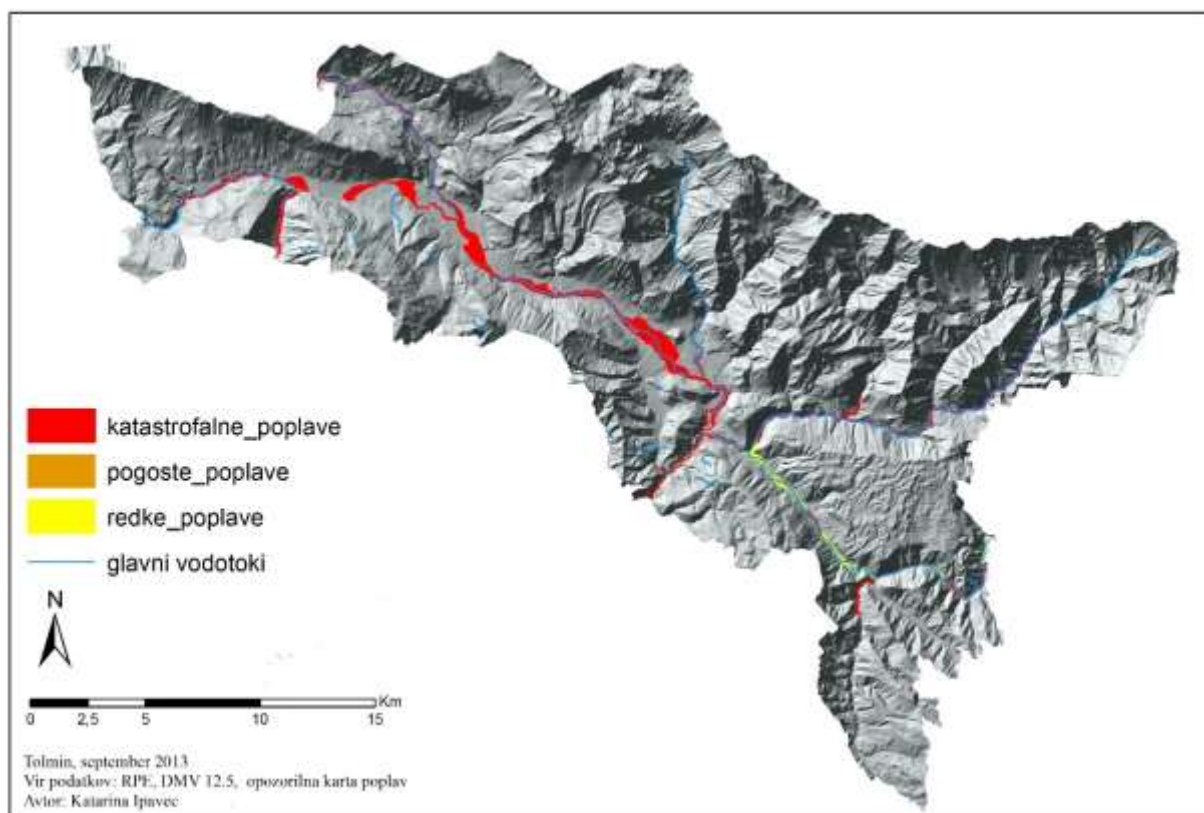 katastrofalne_poplave
pogoste_poplave
redke_poplave
glavni vodotoki
N
Km
0 2,5 5 10 15
Tolmin, september 2013
Vir podatkov: RPE, DMV 12.5, opozorilna karta poplav
Avtor: Katarina Ipavec